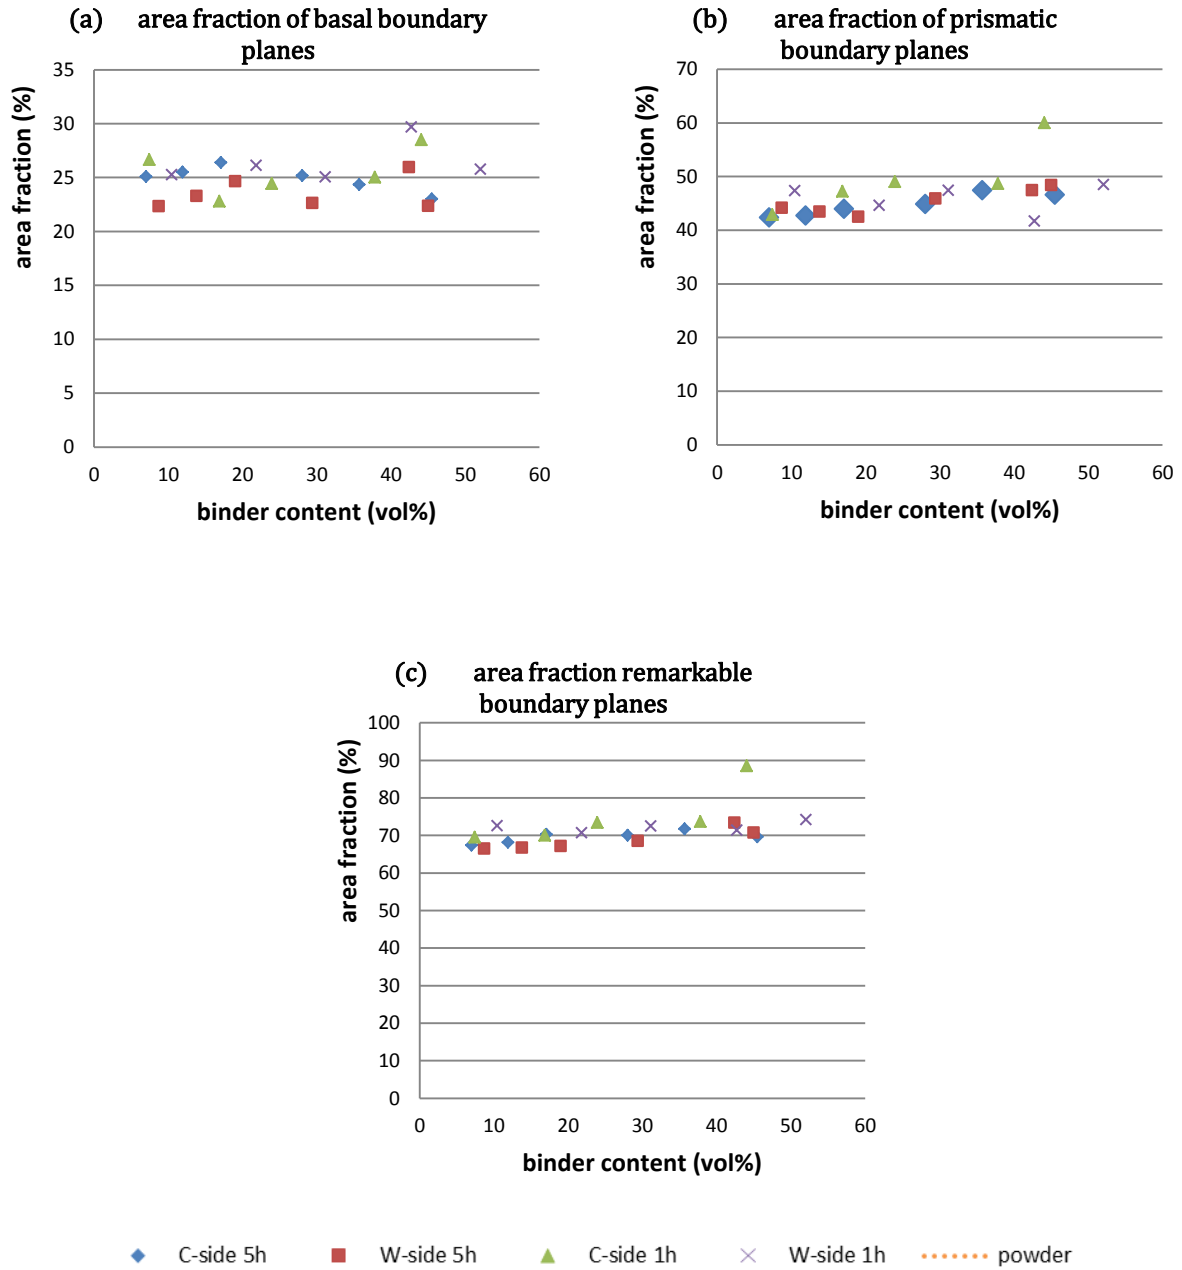 (a) area fraction of basal boundary
planes
35
30
25
20
15
10
5
0
area fraction (%)
0 10 20 30 40 50 60
binder content (vol%)
(b) area fraction of prismatic
boundary planes
70
60
50
40
30
20
10
0
area fraction (%)
0 10 20 30 40 50 60
binder content (vol%)
(c) area fraction remarkable
boundary planes
100
90
80
70
60
50
40
30
20
10
0
area fraction (%)
0 10 20 30 40 50 60
binder content (vol%)
C-side 5h W-side 5h C-side 1h W-side 1h powder